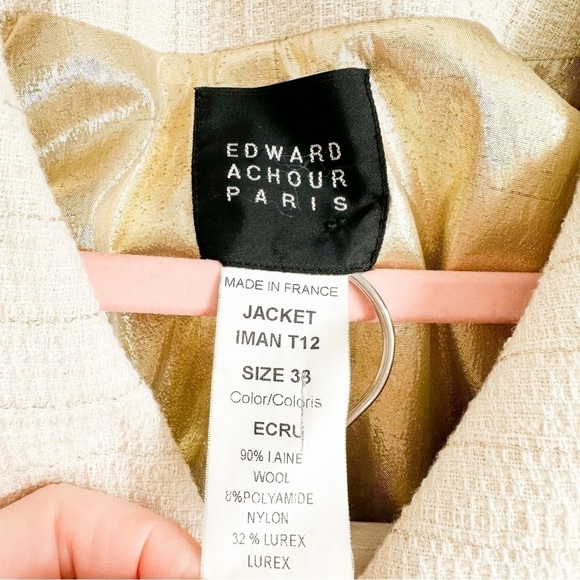 EDWARD
ACHOUR
PARIS
MADE IN FRANCE
JACKET
IMAN T12
SIZE 38
Color/Coloris
ECRU
90% LAINE
WOOL
8%POLYAMIDE
NYLON
32 % LUREX
LUREX